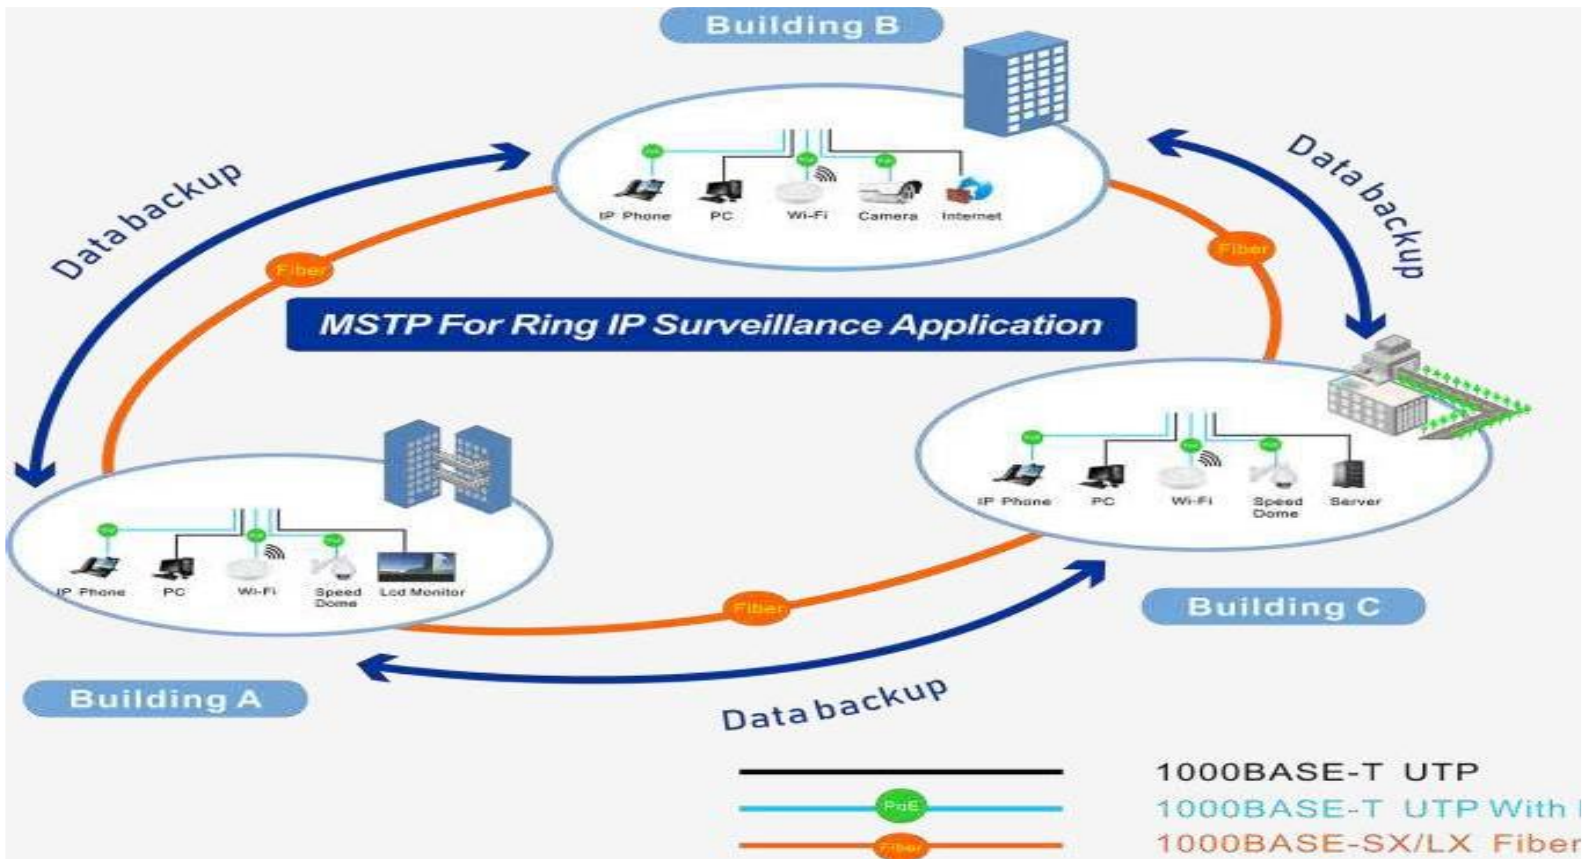 Building B
IP Phone PC Wi-Fi Camera Internet
Data backup
Data backup
Fiber
Fiber
MSTP For Ring IP Surveillance Application
IP Phone PC Wi-Fi Speed Dome Server
IP Phone PC Wi-Fi Speed Dome Lcd Monitor
Fiber
Building C
Building A
Data backup
1000BASE-T UTP
PoE 1000BASE-T UTP With
Fiber 1000BASE-SX/LX Fiber